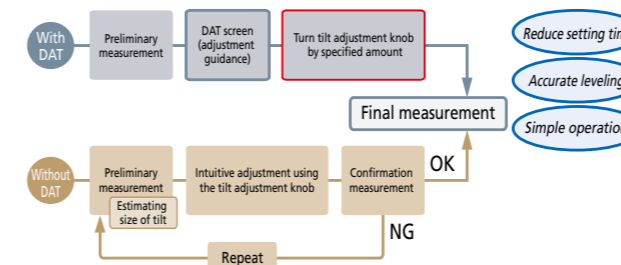 With
DAT
Preliminary
measurement
DAT screen
(adjustment
guidance)
Turn tilt adjustment knob
by specified amount
Final measurement
Reduce setting
Accurate leveling
Simple operation
Without
DAT
Preliminary
measurement
Estimating
size of tilt
Intuitive adjustment using
the tilt adjustment knob
Confirmation
measurement
OK
NG
Repeat